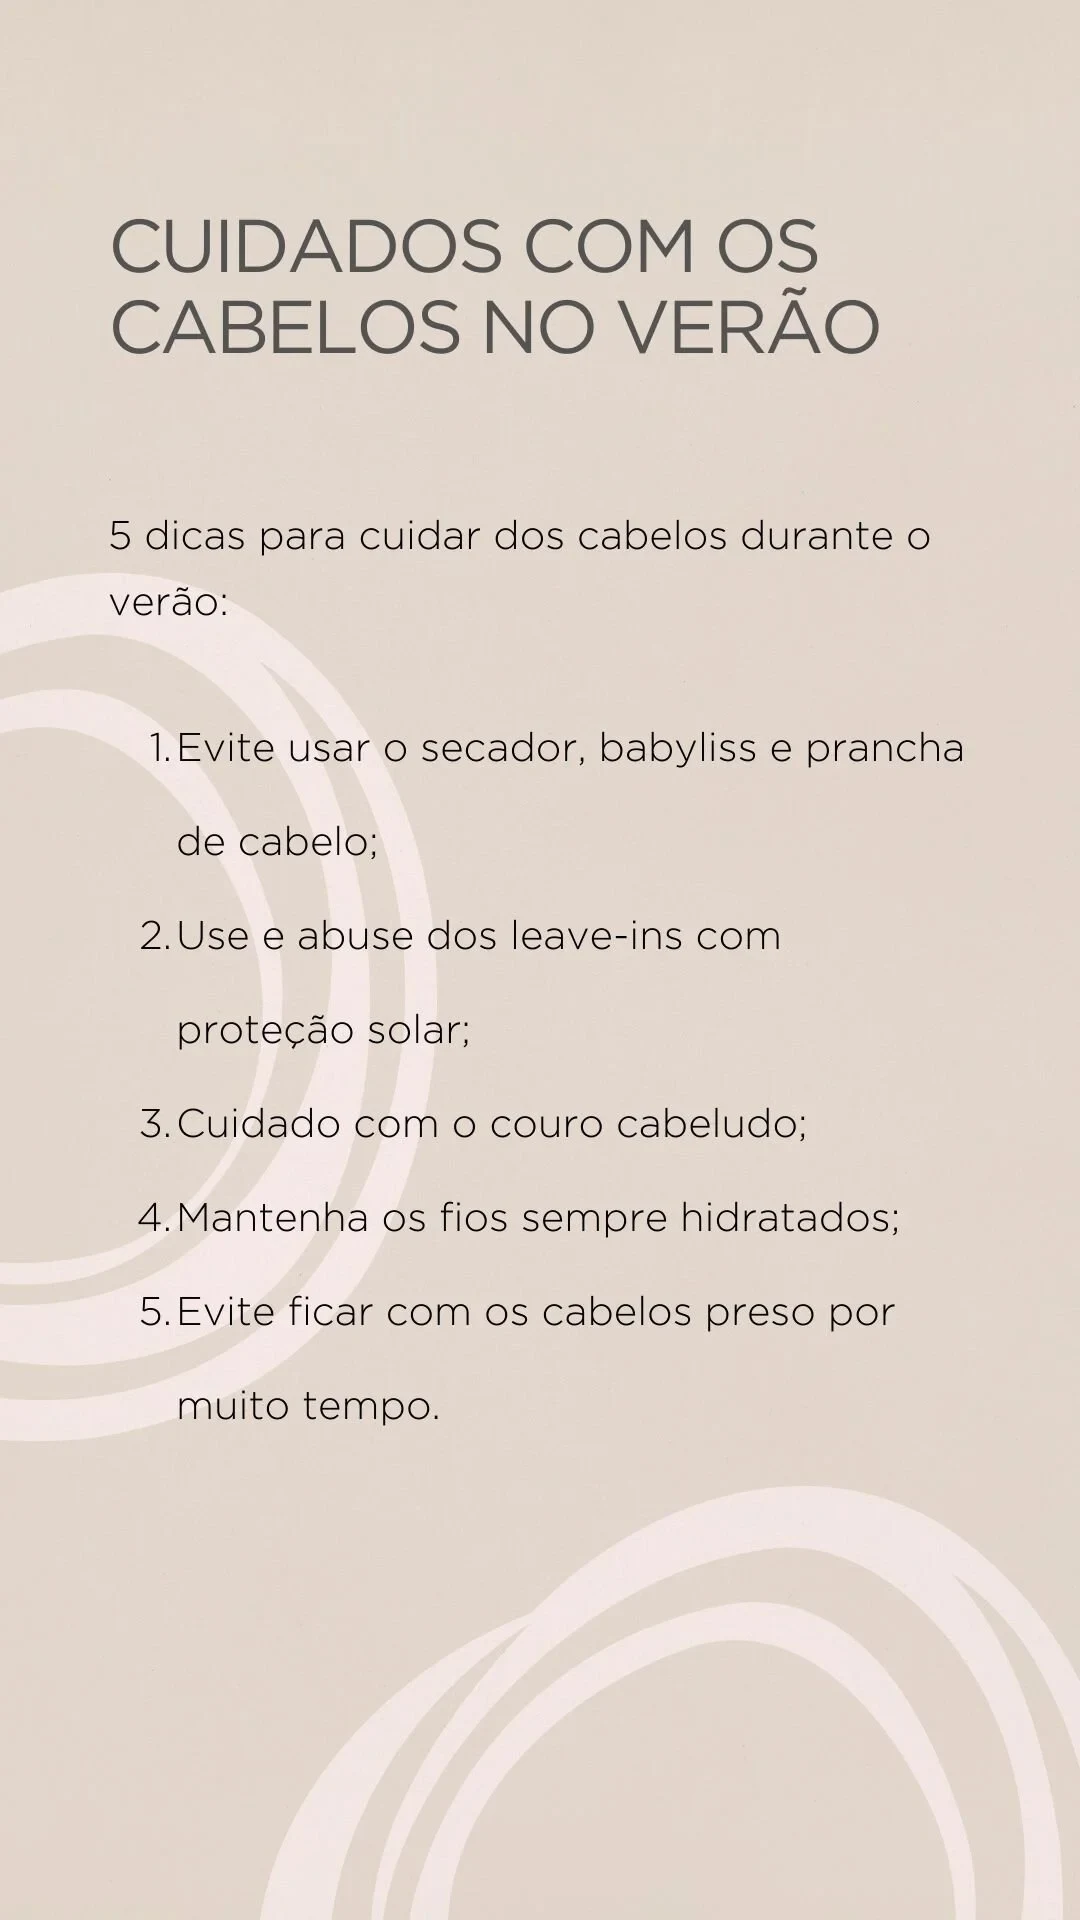 CUIDADOS COM OS
CABELOS NO VERÃO
5 dicas para cuidar dos cabelos durante o
verão:
1. Evite usar o secador, babyliss e prancha
de cabelo;
2. Use e abuse dos leave-ins com
proteção solar;
3. Cuidado com o couro cabeludo;
4. Mantenha os fios sempre hidratados;
5. Evite ficar com os cabelos preso por
muito tempo.